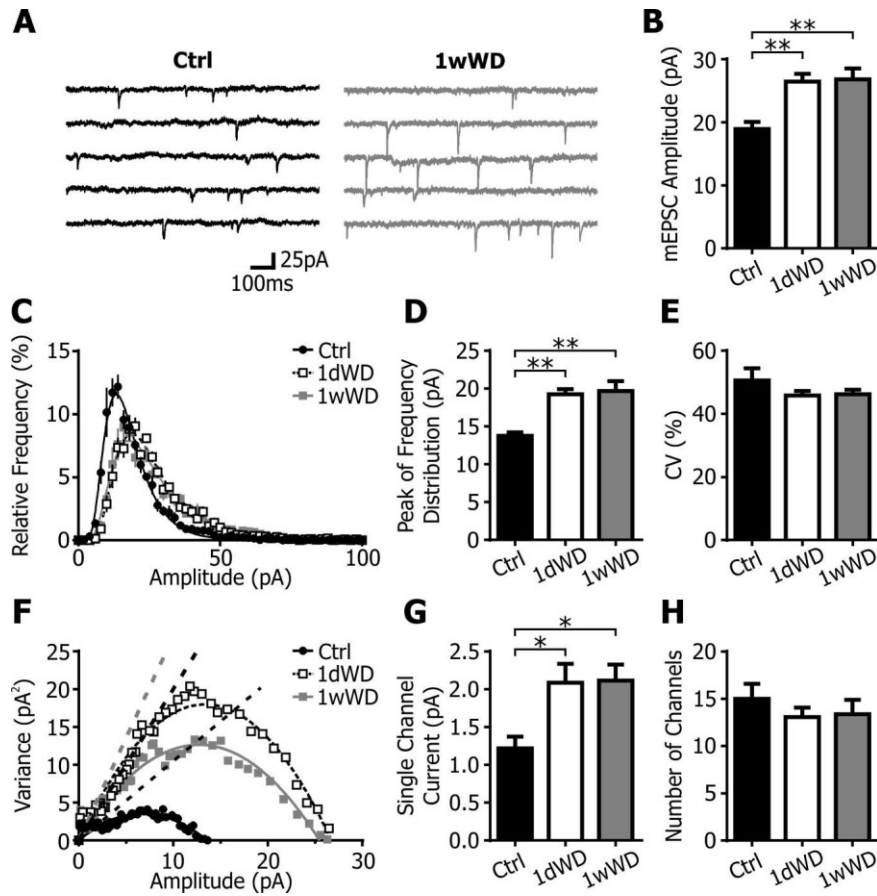 A
Ctrl
1wWD
25pA
100ms
B
mEPSC Amplitude (pA)
30
20
10
0
**
**
Ctrl
1dWD
1wWD
C
Relative Frequency (%)
15
10
5
0
0
50
100
Amplitude (pA)
Ctrl
1dWD
1wWD
D
Peak of Frequency
Distribution (pA)
25
20
15
10
5
0
**
**
Ctrl
1dWD
1wWD
E
CV (%)
60
40
20
0
Ctrl
1dWD
1wWD
F
Variance (pA²)
25
20
15
10
5
0
0
10
20
30
Amplitude (pA)
Ctrl
1dWD
1wWD
G
Single Channel
Current (pA)
2.5
2.0
1.5
1.0
0.5
0.0
*
*
Ctrl
1dWD
1wWD
H
Number of Channels
20
15
10
5
0
Ctrl
1dWD
1wWD